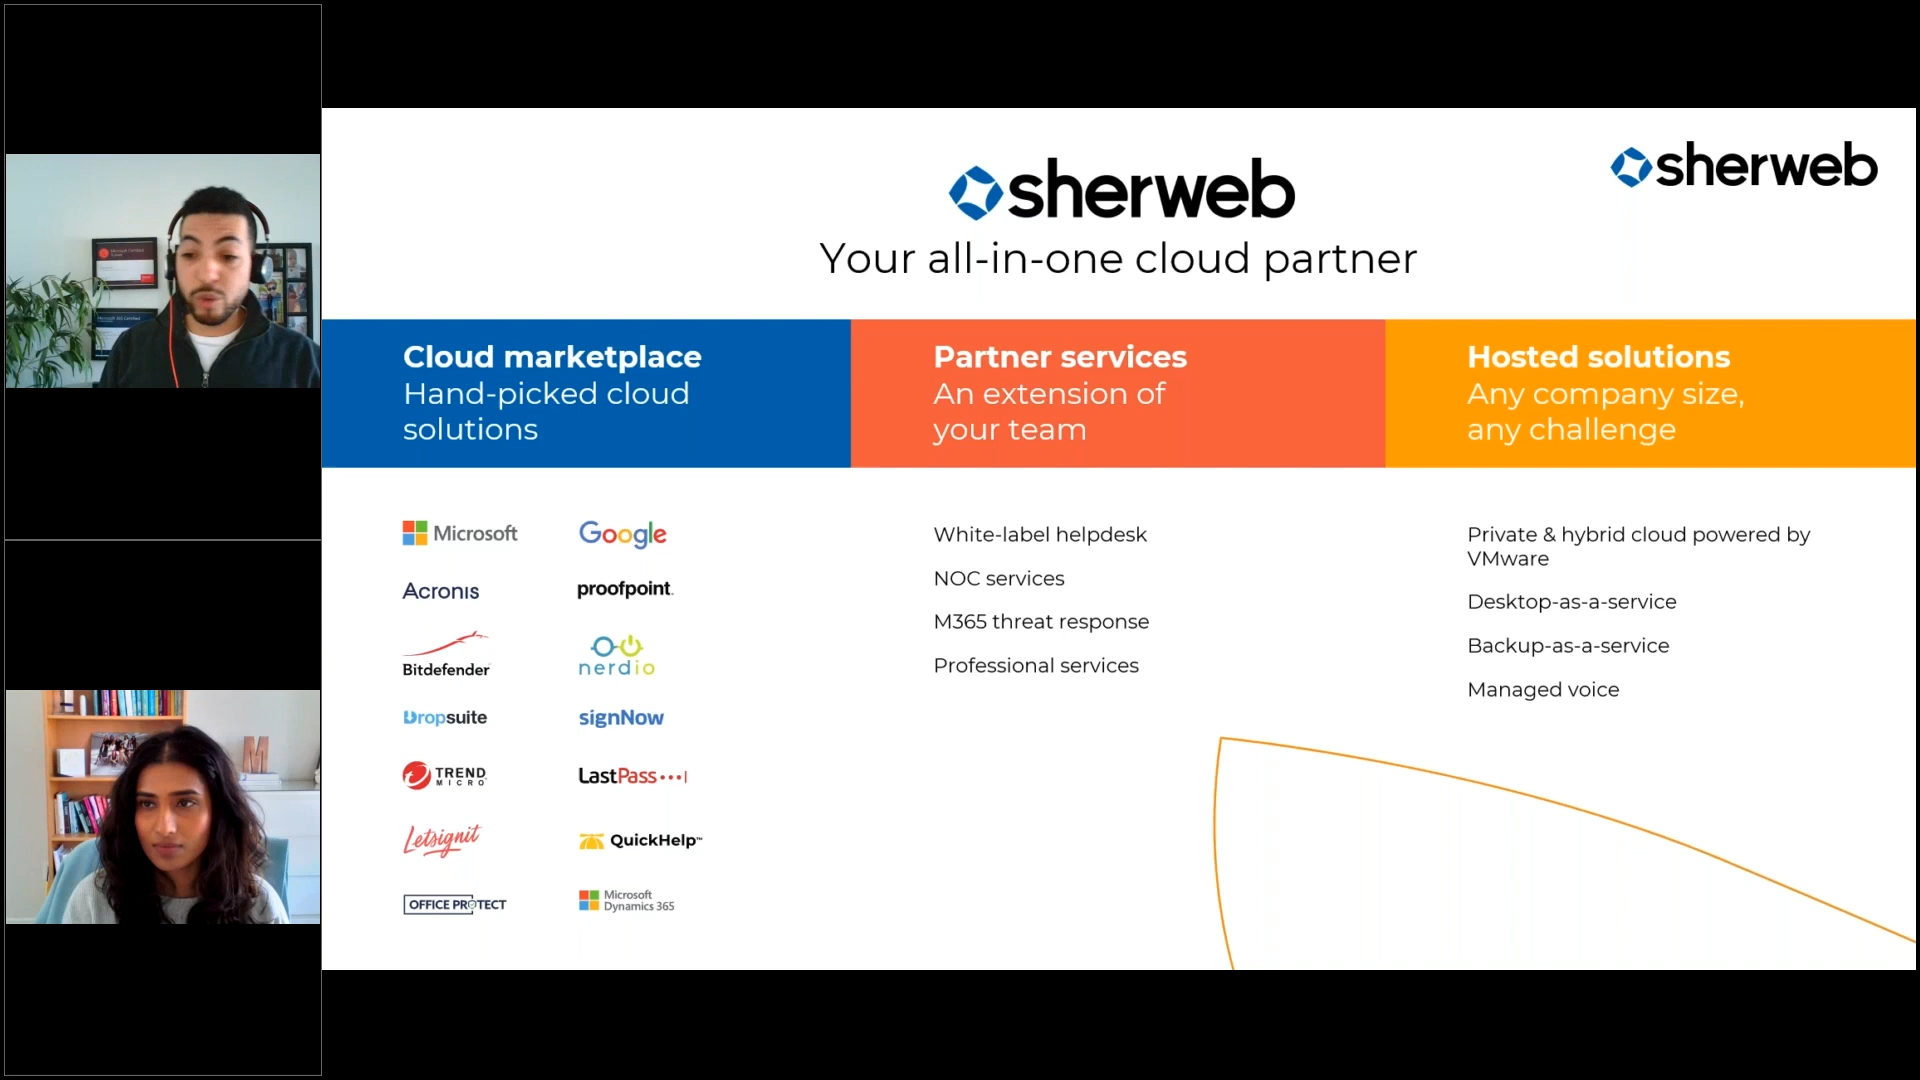 sherweb
sherweb
Your all-in-one cloud partner
Cloud marketplace
Hand-picked cloud
solutions
Partner services
An extension of
your team
Hosted solutions
Any company size,
any challenge
Microsoft
Google
Acronis
proofpoint.
Bitdefender
nerdio
Dropsuite
signNow
TREND
MICRO
LastPass
Letsignit
QuickHelp™
OFFICE PROTECT
Microsoft
Dynamics 365
White-label helpdesk
NOC services
M365 threat response
Professional services
Private & hybrid cloud powered by
VMware
Desktop-as-a-service
Backup-as-a-service
Managed voice
M